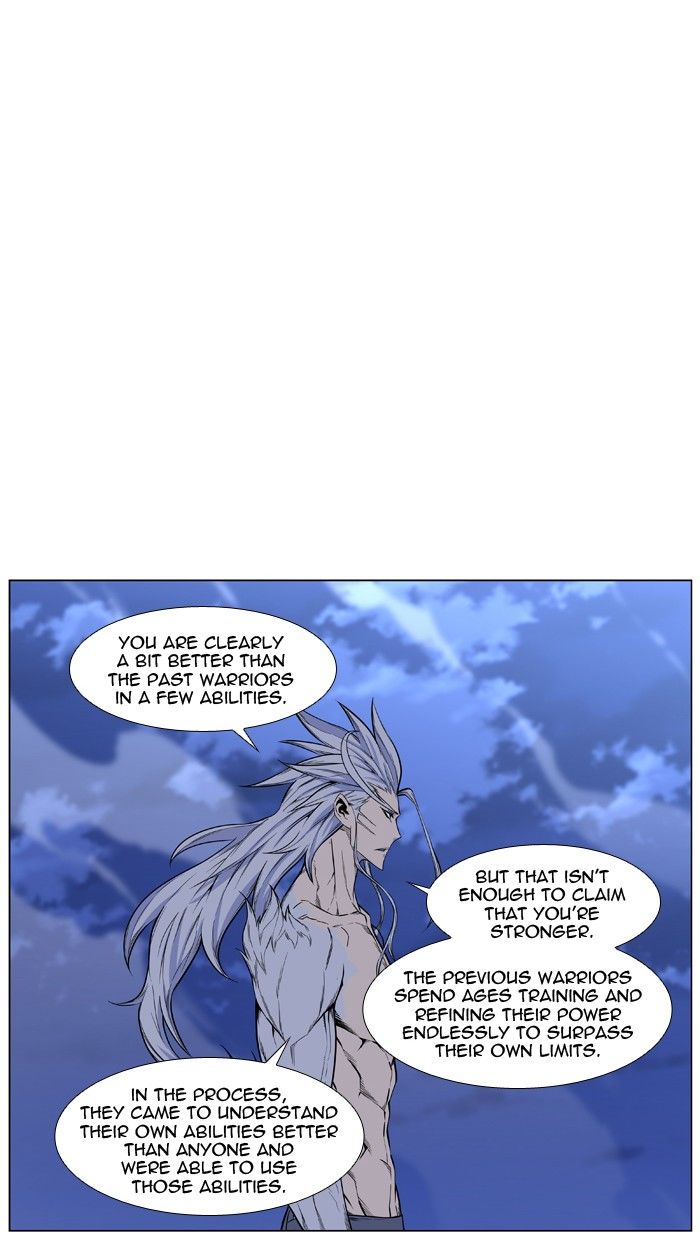 YOU ARE CLEARLY
A BIT BETTER THAN
THE PAST WARRIORS
IN A FEW ABILITIES.
BUT THAT ISN'T
ENOUGH TO CLAIM
THAT YOU'RE
STRONGER.
THE PREVIOUS WARRIORS
SPEND AGES TRAINING AND
REFINING THEIR POWER
ENDLESSLY TO SURPASS
THEIR OWN LIMITS.
IN THE PROCESS,
THEY CAME TO UNDERSTAND
THEIR OWN ABILITIES BETTER
THAN ANYONE AND
WERE ABLE TO USE
THOSE ABILITIES.